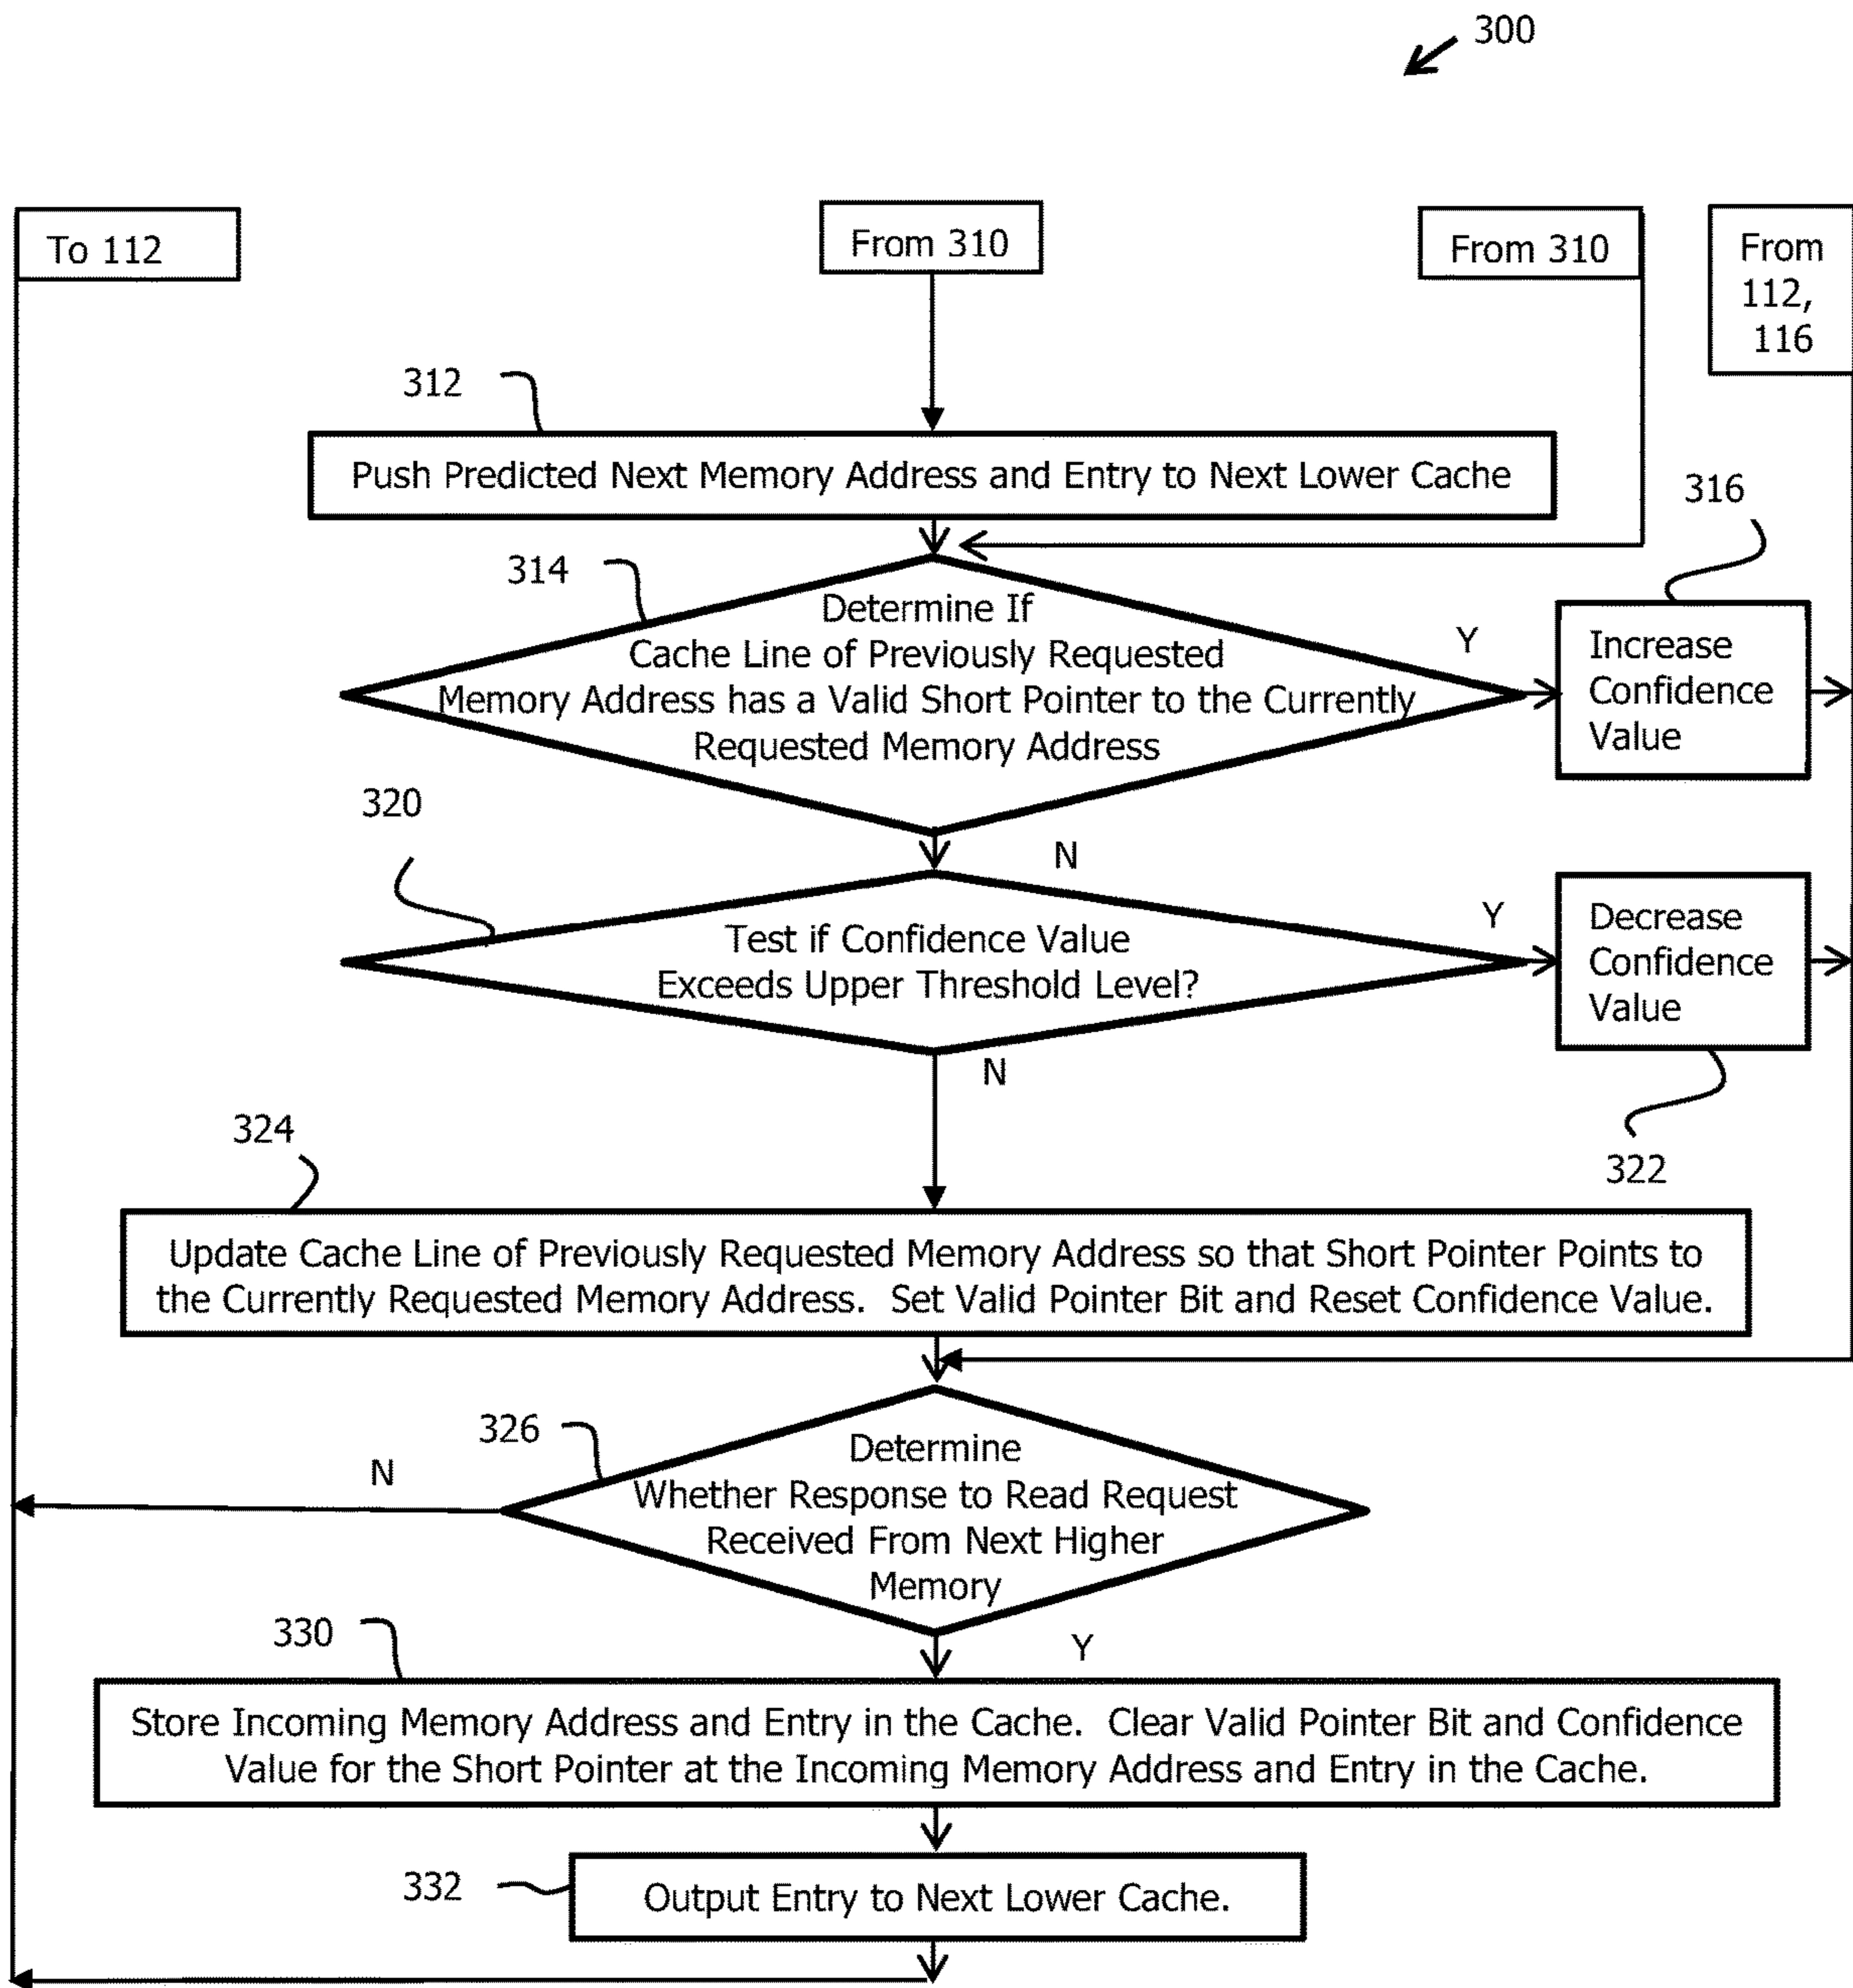 300
To 112
From 310
From 310
From
112,
116
312
Push Predicted Next Memory Address and Entry to Next Lower Cache
316
314
Determine If
Cache Line of Previously Requested
Memory Address has a Valid Short Pointer to the Currently
Requested Memory Address
Y
Increase
Confidence
Value
320
N
Test if Confidence Value
Exceeds Upper Threshold Level?
Y
Decrease
Confidence
Value
N
322
324
Update Cache Line of Previously Requested Memory Address so that Short Pointer Points to
the Currently Requested Memory Address. Set Valid Pointer Bit and Reset Confidence Value.
326
N
Determine
Whether Response to Read Request
Received From Next Higher
Memory
Y
330
Store Incoming Memory Address and Entry in the Cache. Clear Valid Pointer Bit and Confidence
Value for the Short Pointer at the Incoming Memory Address and Entry in the Cache.
332
Output Entry to Next Lower Cache.